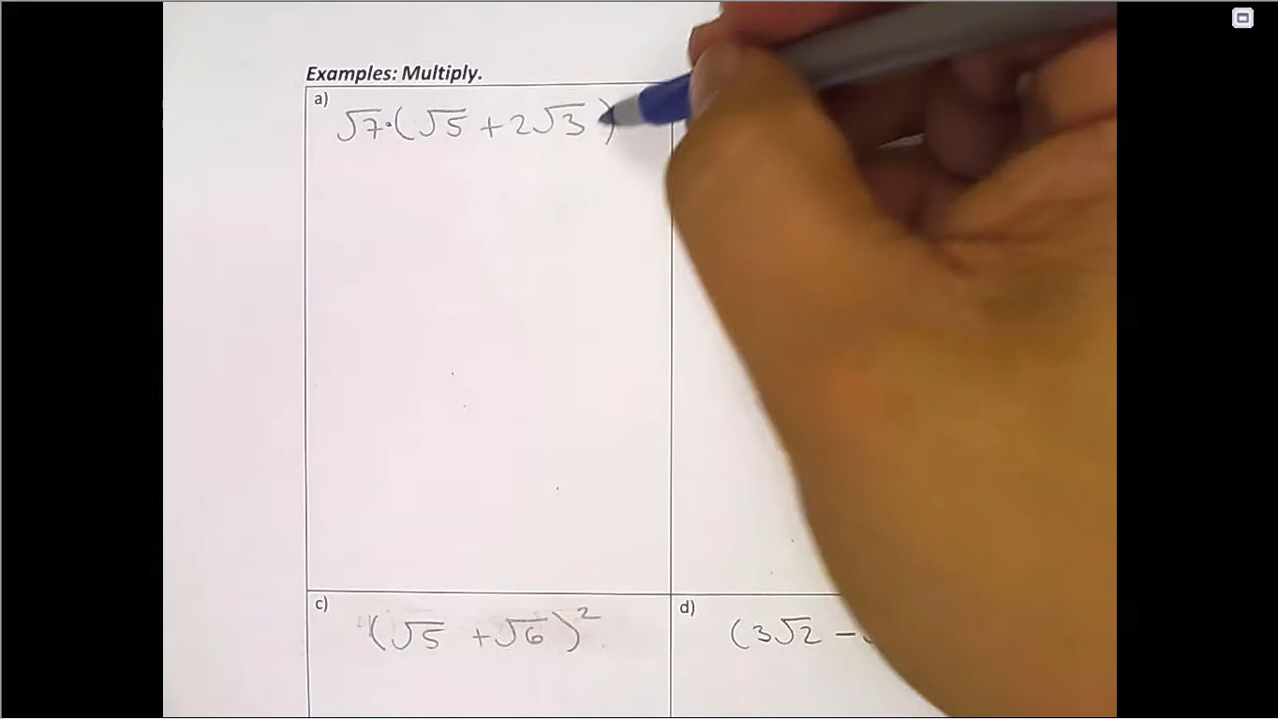 Examples: Multiply.
a) √7·(√5 + 2√3)
c) (√5 + √6)²
d) (3√2 −